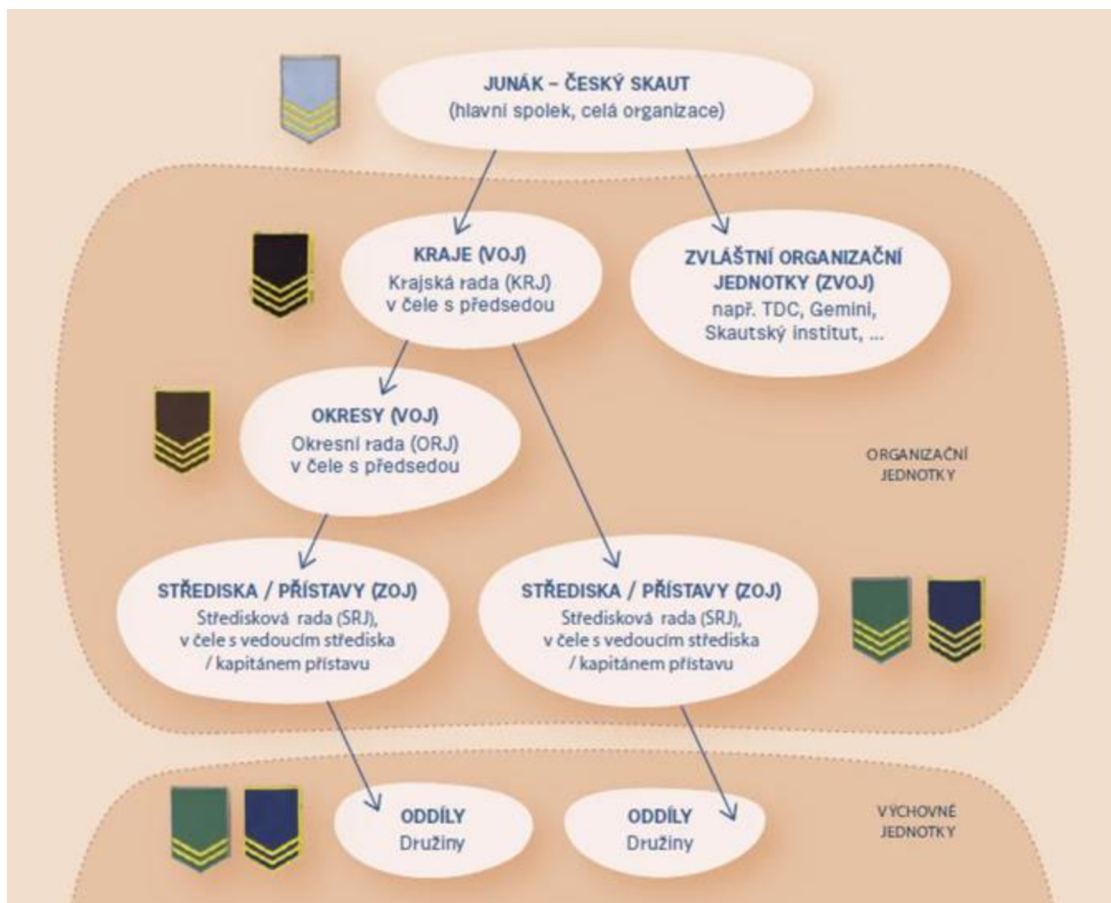 JUNÁK – ČESKÝ SKAUT
(hlavní spolek, celá organizace)
KRAJE (VOJ)
Krajská rada (KRJ)
v čele s předsedou
ZVLÁŠTNÍ ORGANIZAČNÍ
JEDNOTKY (ZVOJ)
např. TDC, Gemini,
Skautský institut, ...
OKRESY (VOJ)
Okresní rada (ORJ)
v čele s předsedou
ORGANIZAČNÍ
JEDNOTKY
STŘEDISKA / PŘÍSTAVY (ZOJ)
Středisková rada (SRJ),
v čele s vedoucím střediska
/ kapitánem přístavu
STŘEDISKA / PŘÍSTAVY (ZOJ)
Středisková rada (SRJ),
v čele s vedoucím střediska
/ kapitánem přístavu
ODDÍLY
Družiny
ODDÍLY
Družiny
VÝCHOVNÉ
JEDNOTKY